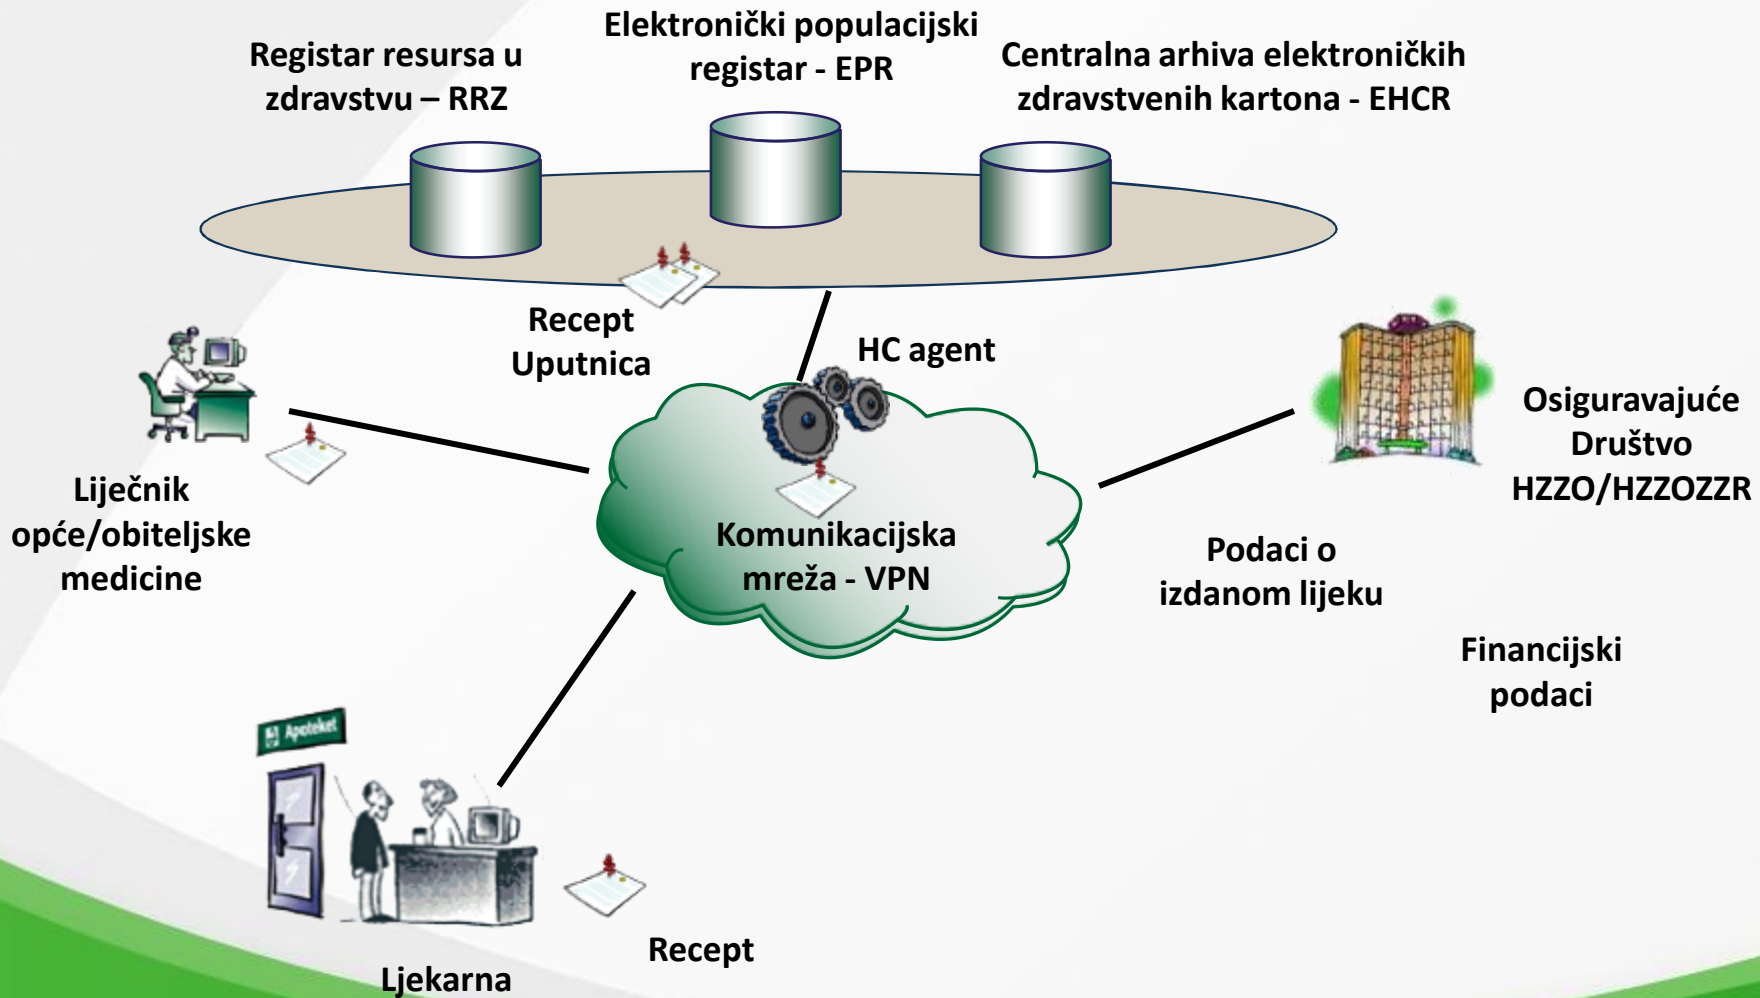 Registar resursa u
zdravstvu – RRZ
Elektronički populacijski
registar - EPR
Centralna arhiva elektroničkih
zdravstvenih kartona - EHCR
Recept
Uputnica
HC agent
Liječnik
opće/obiteljske
medicine
Komunikacijska
mreža - VPN
Osiguravajuće
Društvo
HZZO/HZZOZZR
Podaci o
izdanom lijeku
Financijski
podaci
Apoteket
Recept
Ljekarna